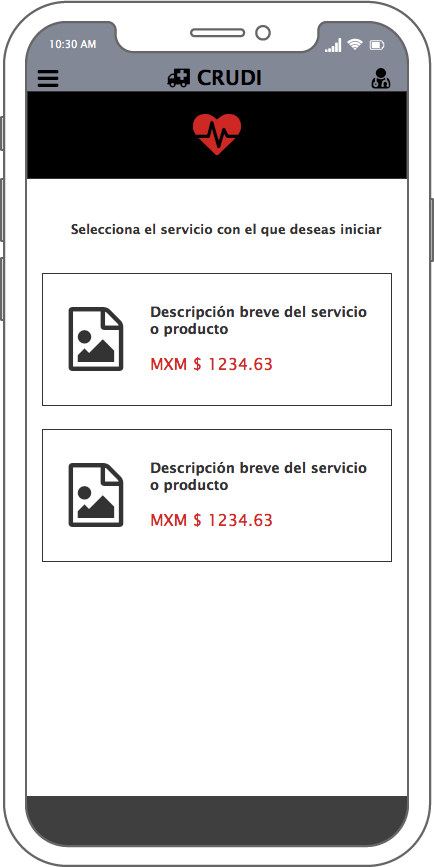 10:30 AM
CRUDI
Selecciona el servicio con el que deseas iniciar
Descripción breve del servicio
o producto
MXM $ 1234.63
Descripción breve del servicio
o producto
MXM $ 1234.63